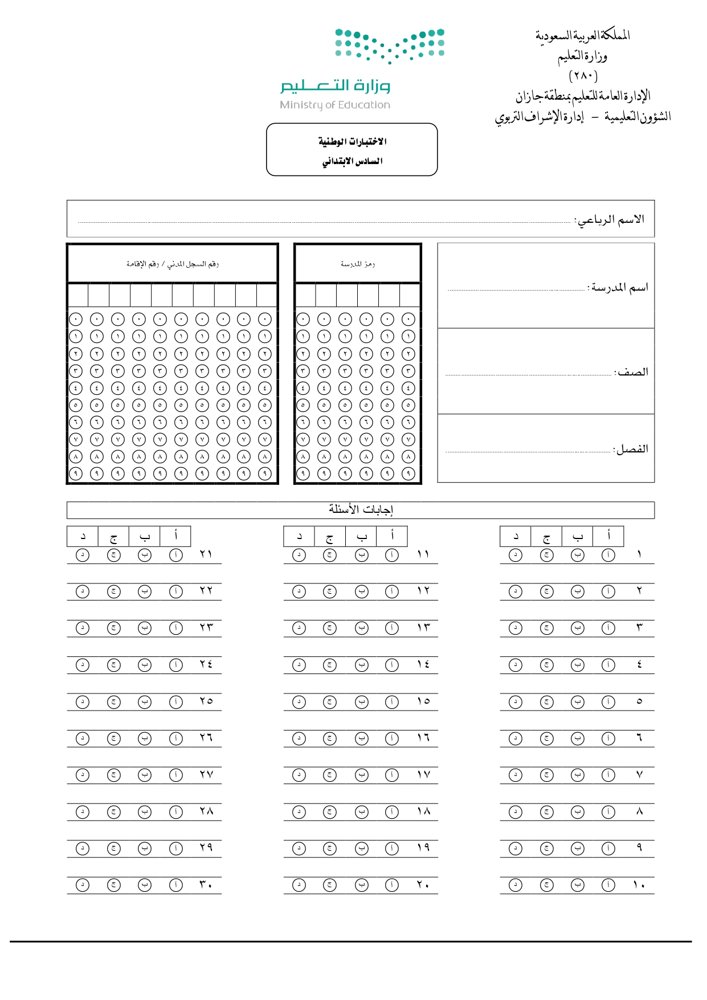 المملكة العربية السعودية
وزارة التعليم
(٢٨٠)
الإدارة العامة للتعليم بمنطقة جازان
الشؤون التعليمية – إدارة الإشراف التربوي
وزارة التعليم
Ministry of Education
الاختبارات الوطنية
السادس الابتدائي
الاسم الرباعي:
اسم المدرسة:
الصف:
الفصل:
رمز المدرسة
٠ ٠ ٠ ٠ ٠ ٠
١ ١ ١ ١ ١ ١
٢ ٢ ٢ ٢ ٢ ٢
٣ ٣ ٣ ٣ ٣ ٣
٤ ٤ ٤ ٤ ٤ ٤
٥ ٥ ٥ ٥ ٥ ٥
٦ ٦ ٦ ٦ ٦ ٦
٧ ٧ ٧ ٧ ٧ ٧
٨ ٨ ٨ ٨ ٨ ٨
٩ ٩ ٩ ٩ ٩ ٩
رقم السجل المدني / رقم الإقامة
٠ ٠ ٠ ٠ ٠ ٠ ٠ ٠ ٠ ٠
١ ١ ١ ١ ١ ١ ١ ١ ١ ١
٢ ٢ ٢ ٢ ٢ ٢ ٢ ٢ ٢ ٢
٣ ٣ ٣ ٣ ٣ ٣ ٣ ٣ ٣ ٣
٤ ٤ ٤ ٤ ٤ ٤ ٤ ٤ ٤ ٤
٥ ٥ ٥ ٥ ٥ ٥ ٥ ٥ ٥ ٥
٦ ٦ ٦ ٦ ٦ ٦ ٦ ٦ ٦ ٦
٧ ٧ ٧ ٧ ٧ ٧ ٧ ٧ ٧ ٧
٨ ٨ ٨ ٨ ٨ ٨ ٨ ٨ ٨ ٨
٩ ٩ ٩ ٩ ٩ ٩ ٩ ٩ ٩ ٩
إجابات الأسئلة
أ ب ج د
١ أ ب ج د
٢ أ ب ج د
٣ أ ب ج د
٤ أ ب ج د
٥ أ ب ج د
٦ أ ب ج د
٧ أ ب ج د
٨ أ ب ج د
٩ أ ب ج د
١٠ أ ب ج د
أ ب ج د
١١ أ ب ج د
١٢ أ ب ج د
١٣ أ ب ج د
١٤ أ ب ج د
١٥ أ ب ج د
١٦ أ ب ج د
١٧ أ ب ج د
١٨ أ ب ج د
١٩ أ ب ج د
٢٠ أ ب ج د
أ ب ج د
٢١ أ ب ج د
٢٢ أ ب ج د
٢٣ أ ب ج د
٢٤ أ ب ج د
٢٥ أ ب ج د
٢٦ أ ب ج د
٢٧ أ ب ج د
٢٨ أ ب ج د
٢٩ أ ب ج د
٣٠ أ ب ج د